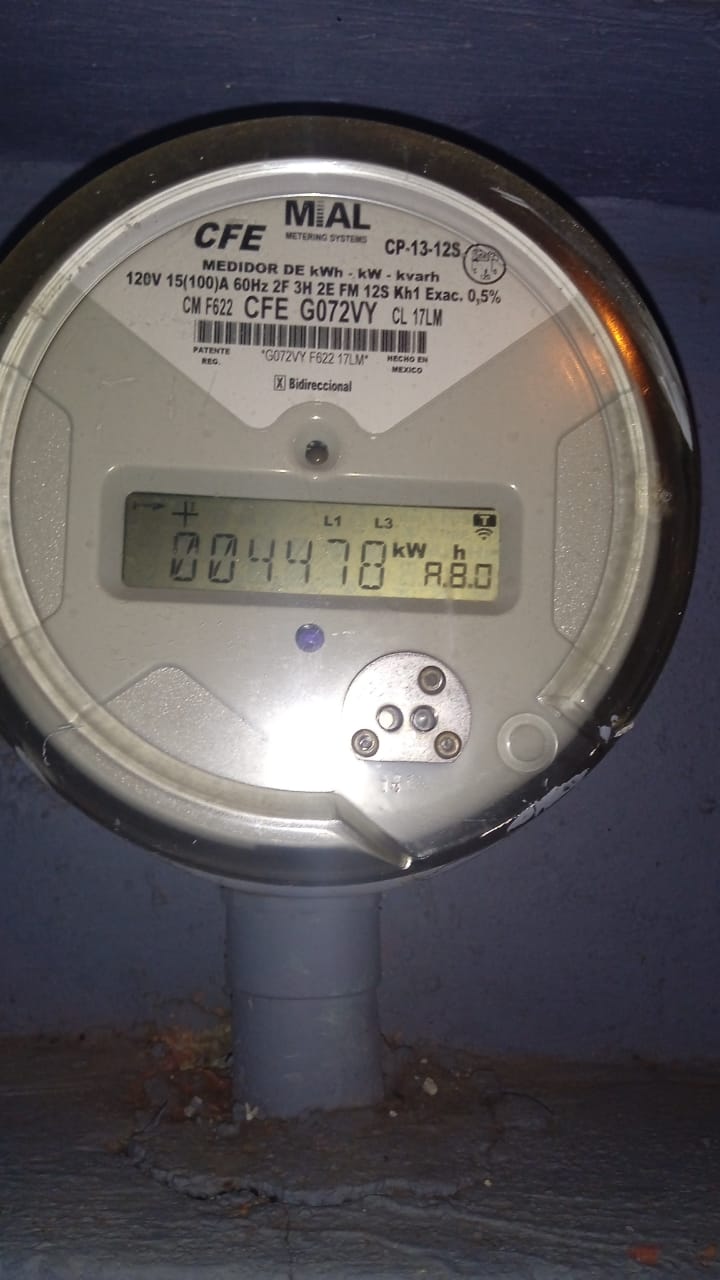 MIAL
METERING SYSTEMS
CFE
CP-13-12S
MEDIDOR DE kWh - kW - kvarh
120V 15(100)A 60Hz 2F 3H 2E FM 12S Kh1 Exac. 0,5%
CM F622 CFE G072VY CL 17LM
PATENTE REG.
*G072VY F622 17LM*
HECHO EN MEXICO
X Bidireccional
L1 L3 T
004478 kW h
A.8.0